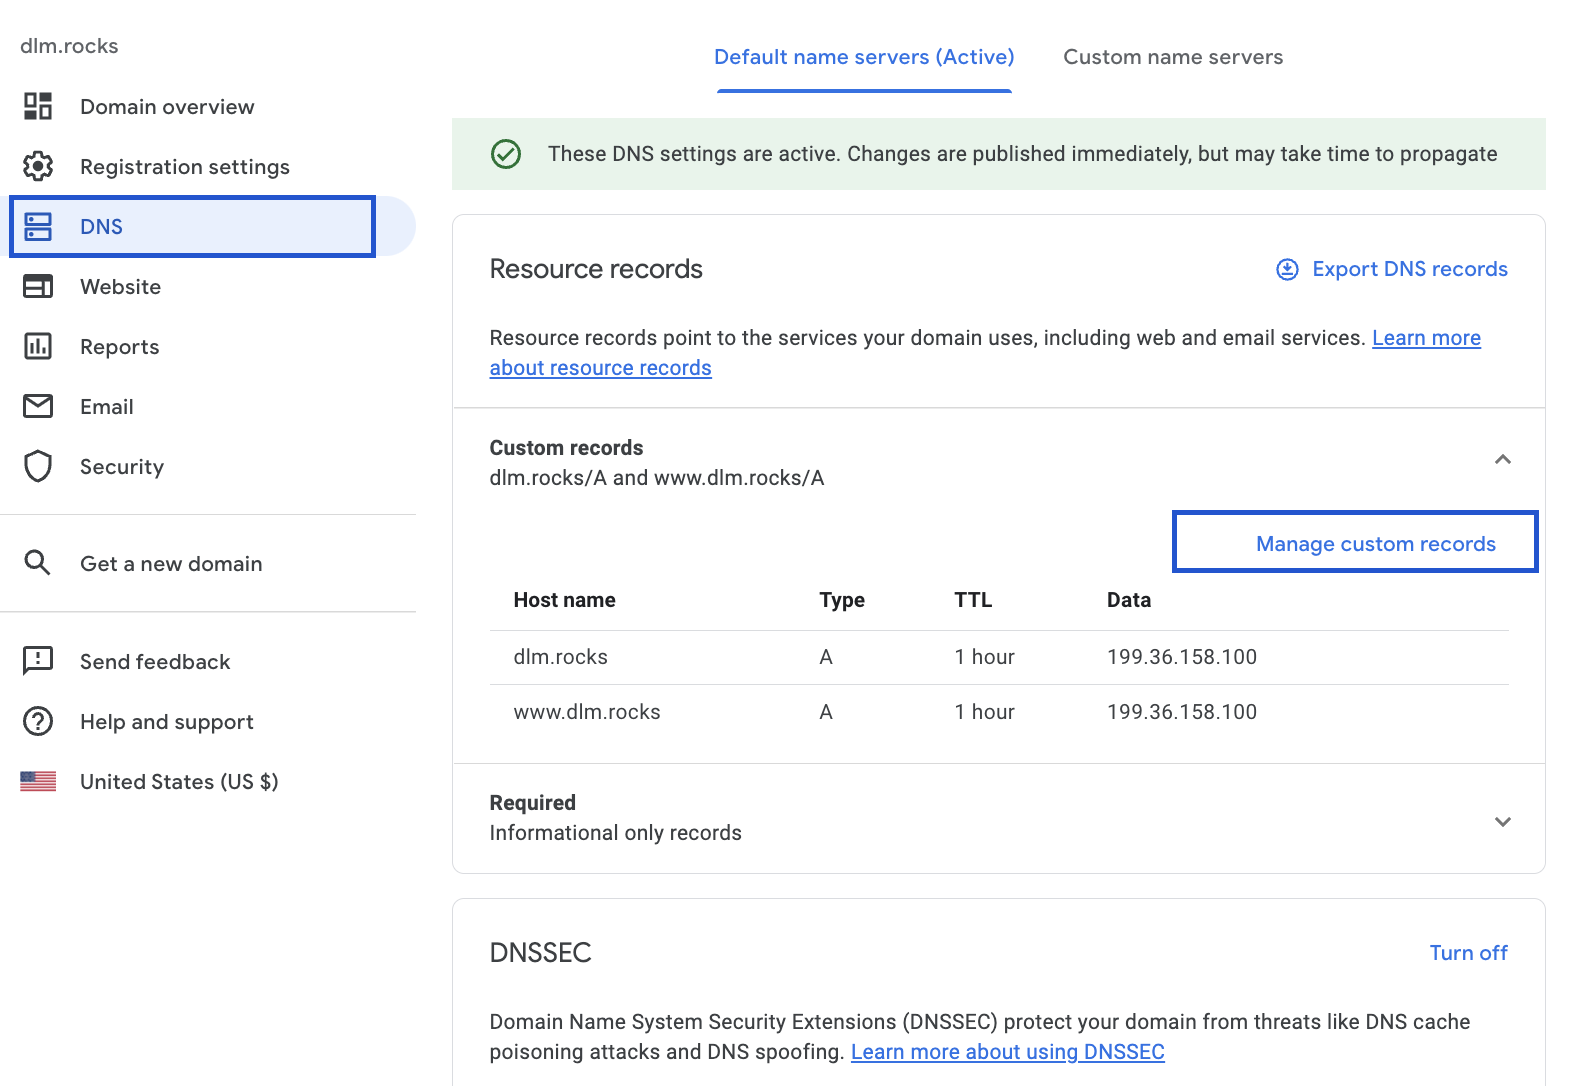 dlm.rocks
Domain overview
Registration settings
DNS
Website
Reports
Email
Security
Get a new domain
Send feedback
Help and support
United States (US $)
Default name servers (Active)
Custom name servers
These DNS settings are active. Changes are published immediately, but may take time to propagate
Resource records
Export DNS records
Resource records point to the services your domain uses, including web and email services. Learn more
about resource records
Custom records
dlm.rocks/A and www.dlm.rocks/A
Manage custom records
Host name Type TTL Data
dlm.rocks A 1 hour 199.36.158.100
www.dlm.rocks A 1 hour 199.36.158.100
Required
Informational only records
DNSSEC
Turn off
Domain Name System Security Extensions (DNSSEC) protect your domain from threats like DNS cache
poisoning attacks and DNS spoofing. Learn more about using DNSSEC